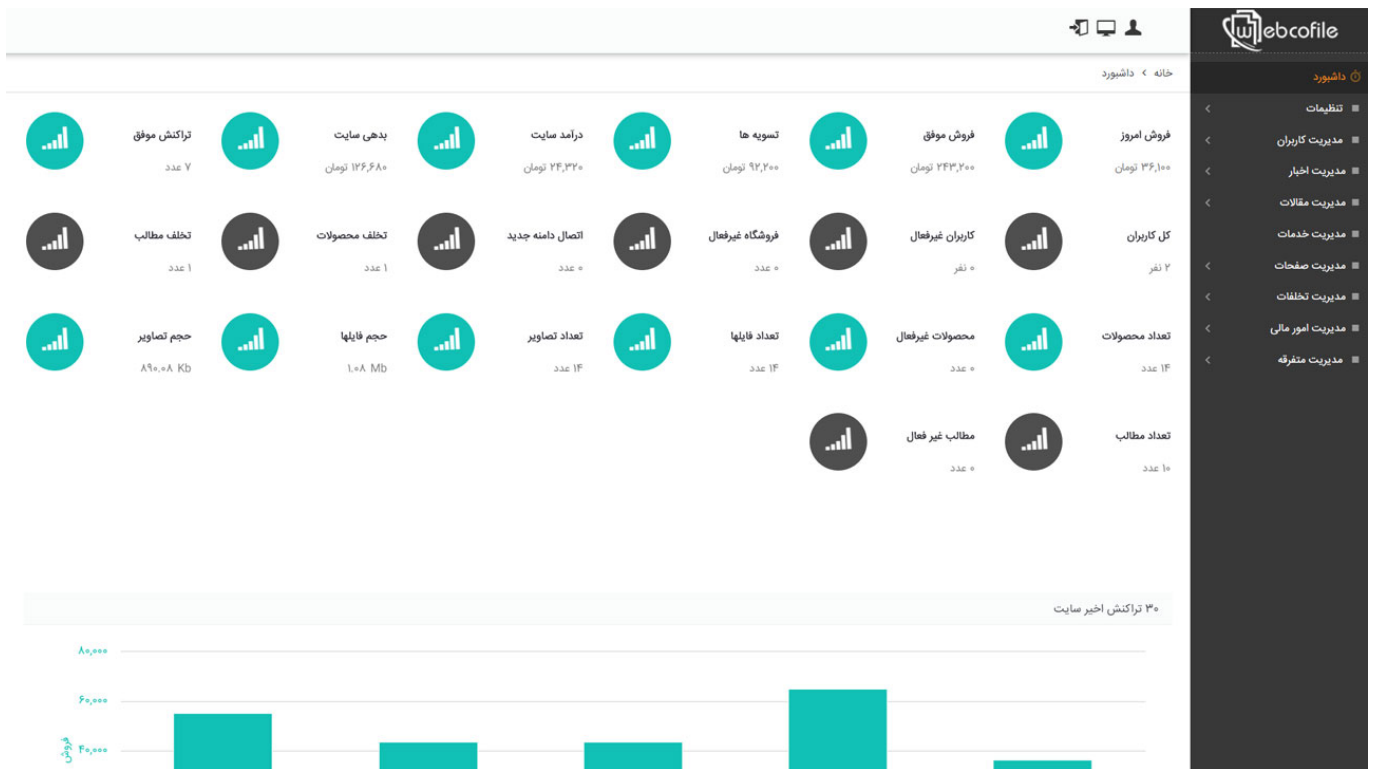 webcofile
خانه › داشبورد
داشبورد
تنظیمات
مدیریت کاربران
مدیریت اخبار
مدیریت مقالات
مدیریت خدمات
مدیریت صفحات
مدیریت تخلفات
مدیریت امور مالی
مدیریت متفرقه
فروش امروز
۳۶,۱۰۰ تومان
فروش موفق
۲۴۳,۲۰۰ تومان
تسویه ها
۹۲,۲۰۰ تومان
درآمد سایت
۲۴,۳۲۰ تومان
بدهی سایت
۱۲۶,۶۸۰ تومان
تراکنش موفق
۷ عدد
کل کاربران
۲ نفر
کاربران غیرفعال
۰ نفر
فروشگاه غیرفعال
۰ عدد
اتصال دامنه جدید
۰ عدد
تخلف محصولات
۱ عدد
تخلف مطالب
۱ عدد
تعداد محصولات
۱۴ عدد
محصولات غیرفعال
۰ عدد
تعداد فایلها
۱۴ عدد
تعداد تصاویر
۱۴ عدد
حجم فایلها
۱.۰۸ Mb
حجم تصاویر
۸۹۰.۰۸ Kb
تعداد مطالب
۱۰ عدد
مطالب غیر فعال
۰ عدد
۳۰ تراکنش اخیر سایت
۸۰,۰۰۰
۶۰,۰۰۰
۴۰,۰۰۰
فروش